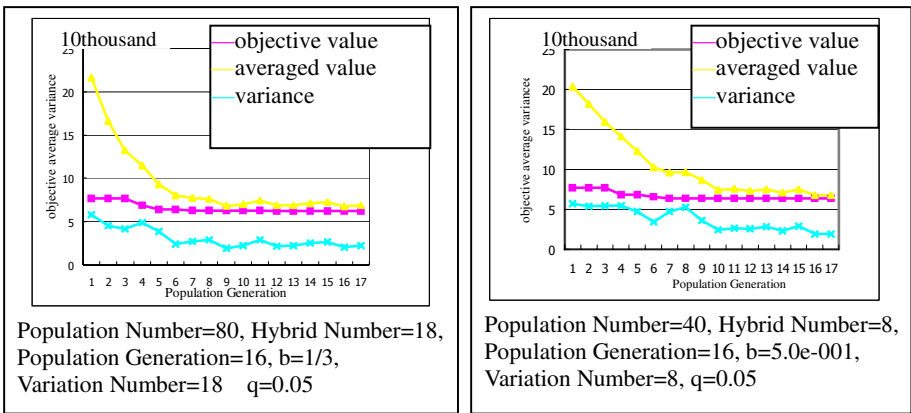 10thousand
objective value
averaged value
variance
objective average variance
25
20
15
10
5
0
1 2 3 4 5 6 7 8 9 10 11 12 13 14 15 16 17
Population Generation
Population Number=80, Hybrid Number=18,
Population Generation=16, b=1/3,
Variation Number=18 q=0.05
10thousand
objective value
averaged value
variance
objective average variance
25
20
15
10
5
0
1 2 3 4 5 6 7 8 9 10 11 12 13 14 15 16 17
Population Generation
Population Number=40, Hybrid Number=8,
Population Generation=16, b=5.0e-001,
Variation Number=8, q=0.05